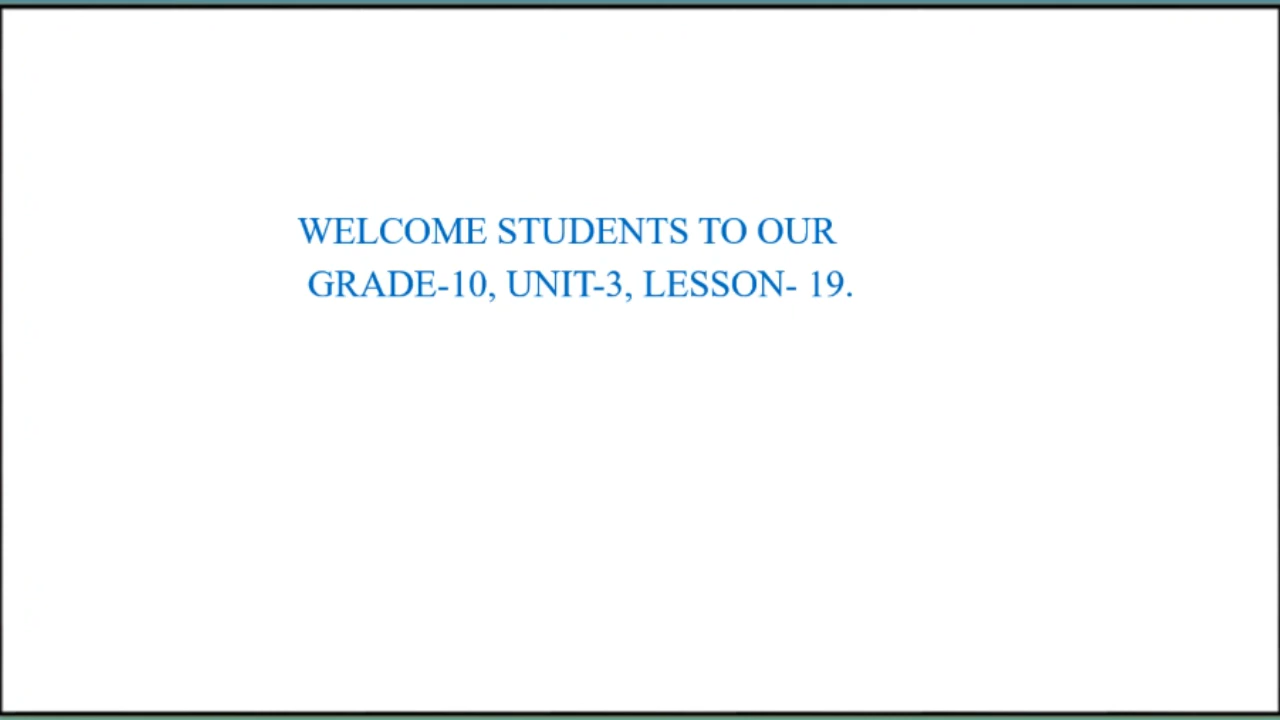 WELCOME STUDENTS TO OUR
GRADE-10, UNIT-3, LESSON- 19.